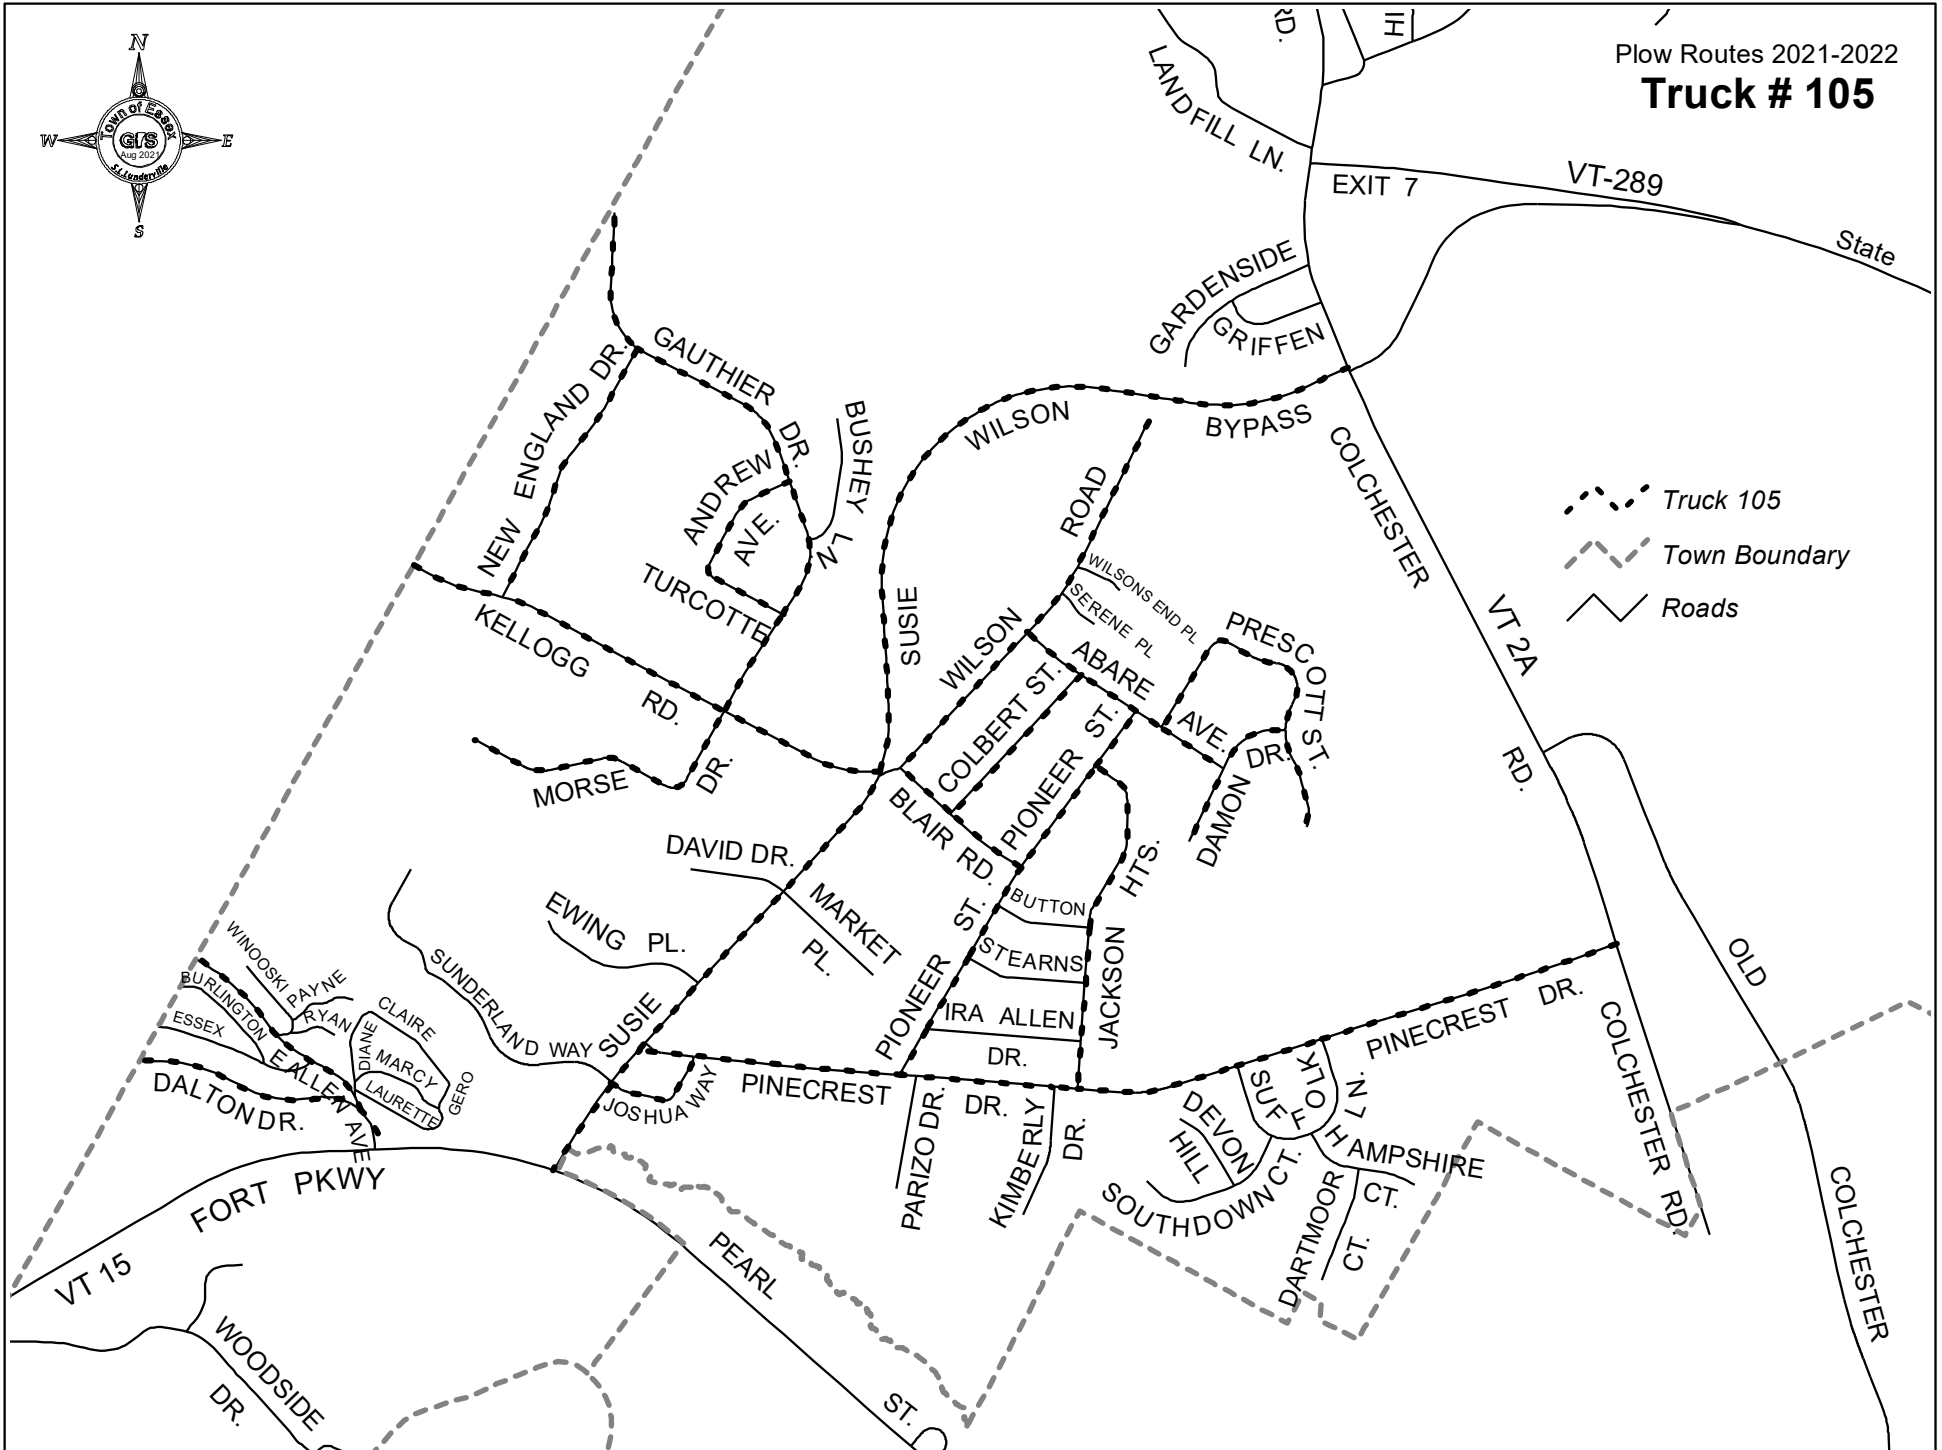 N
W
E
S
Town of Essex
GIS
Aug 2021
S.L.Lunderville
Plow Routes 2021-2022
Truck # 105
RD.
HI
LANDFILL LN.
EXIT 7
VT-289
State
GARDENSIDE
GRIFFEN
GAUTHIER DR.
NEW ENGLAND DR.
BUSHEY LN
ANDREW AVE.
TURCOTTE
WILSON BYPASS
SUSIE
COLCHESTER
VT 2A
RD.
Truck 105
Town Boundary
Roads
WILSON ROAD
WILSONS END PL
SERENE PL
PRESCOTT ST.
ABARE AVE.
COLBERT ST.
PIONEER ST.
KELLOGG RD.
MORSE DR.
DAMON DR.
BLAIR RD.
JACKSON HTS.
DAVID DR.
MARKET PL.
EWING PL.
BUTTON
STEARNS
IRA ALLEN DR.
PIONEER ST.
SUNDERLAND WAY
SUSIE
WINOOSKI
PAYNE
BURLINGTON
RYAN
CLAIRE
ESSEX
DIANE
MARCY
LAURETTE
GERO
E ALLEN AVE
DALTON DR.
JOSHUA WAY
PINECREST DR.
PINECREST DR.
PARIZO DR.
KIMBERLY DR.
SUFFOLK LN.
DEVON HILL
SOUTHDOWN CT.
HAMPSHIRE CT.
DARTMOOR CT.
COLCHESTER
COLCHESTER RD.
OLD
COLCHESTER
FORT PKWY
VT 15
PEARL ST.
WOODSIDE DR.